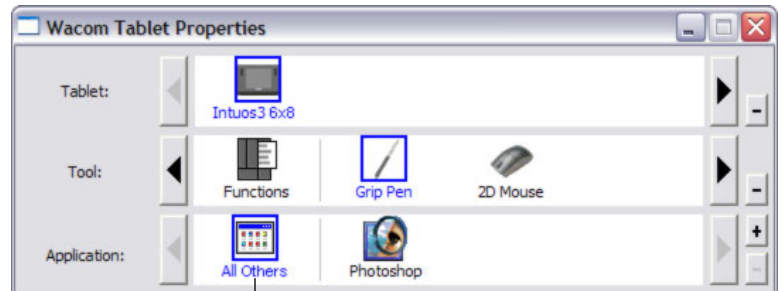 Wacom Tablet Properties
Tablet:
Intuos3 6x8
-
Tool:
Functions
Grip Pen
2D Mouse
-
+
Application:
All Others
Photoshop
-